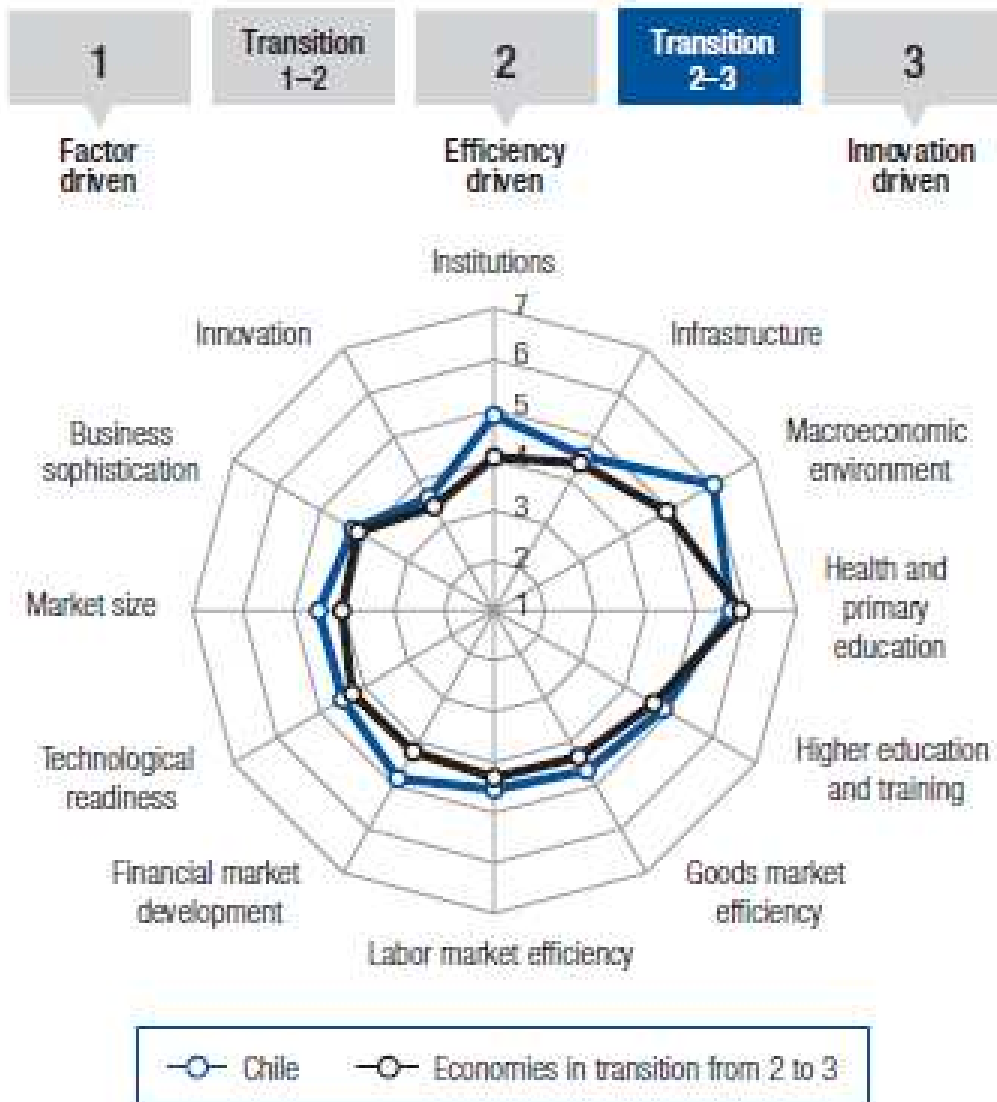 1
Transition
1–2
2
Transition
2–3
3
Factor
driven
Efficiency
driven
Innovation
driven
Institutions
7
6
5
4
3
2
1
Infrastructure
Macroeconomic
environment
Health and
primary
education
Higher education
and training
Goods market
efficiency
Labor market efficiency
Financial market
development
Technological
readiness
Market size
Business
sophistication
Innovation
Chile
Economies in transition from 2 to 3